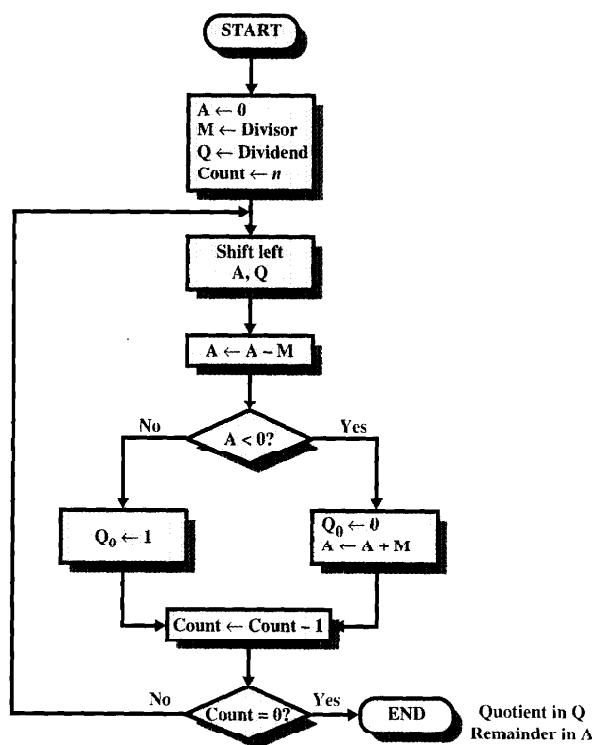 START
A ← 0
M ← Divisor
Q ← Dividend
Count ← n
Shift left
A, Q
A ← A − M
No
A < 0?
Yes
Q₀ ← 1
Q₀ ← 0
A ← A + M
Count ← Count − 1
No
Count = 0?
Yes
END
Quotient in Q
Remainder in A